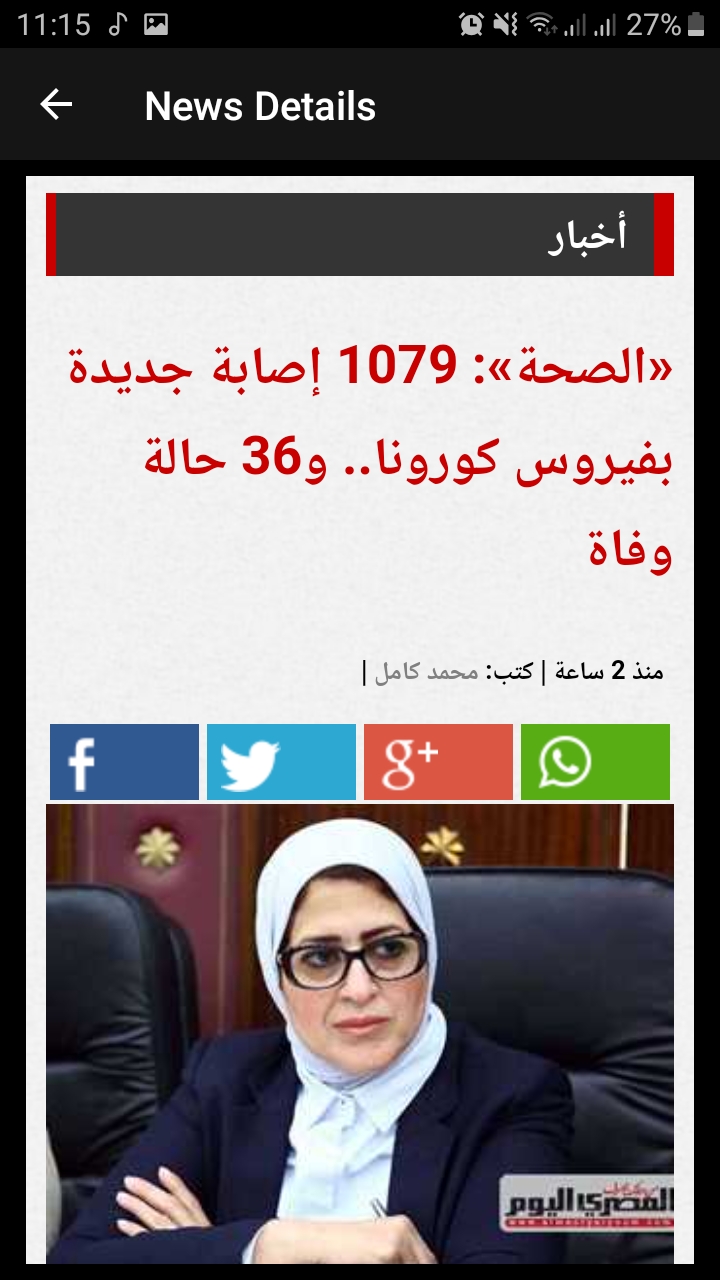 11:15
27%
News Details
أخبار
«الصحة»: 1079 إصابة جديدة
بفيروس كورونا.. و36 حالة
وفاة
منذ 2 ساعة | كتب: محمد كامل |
f
g+
المصري اليوم